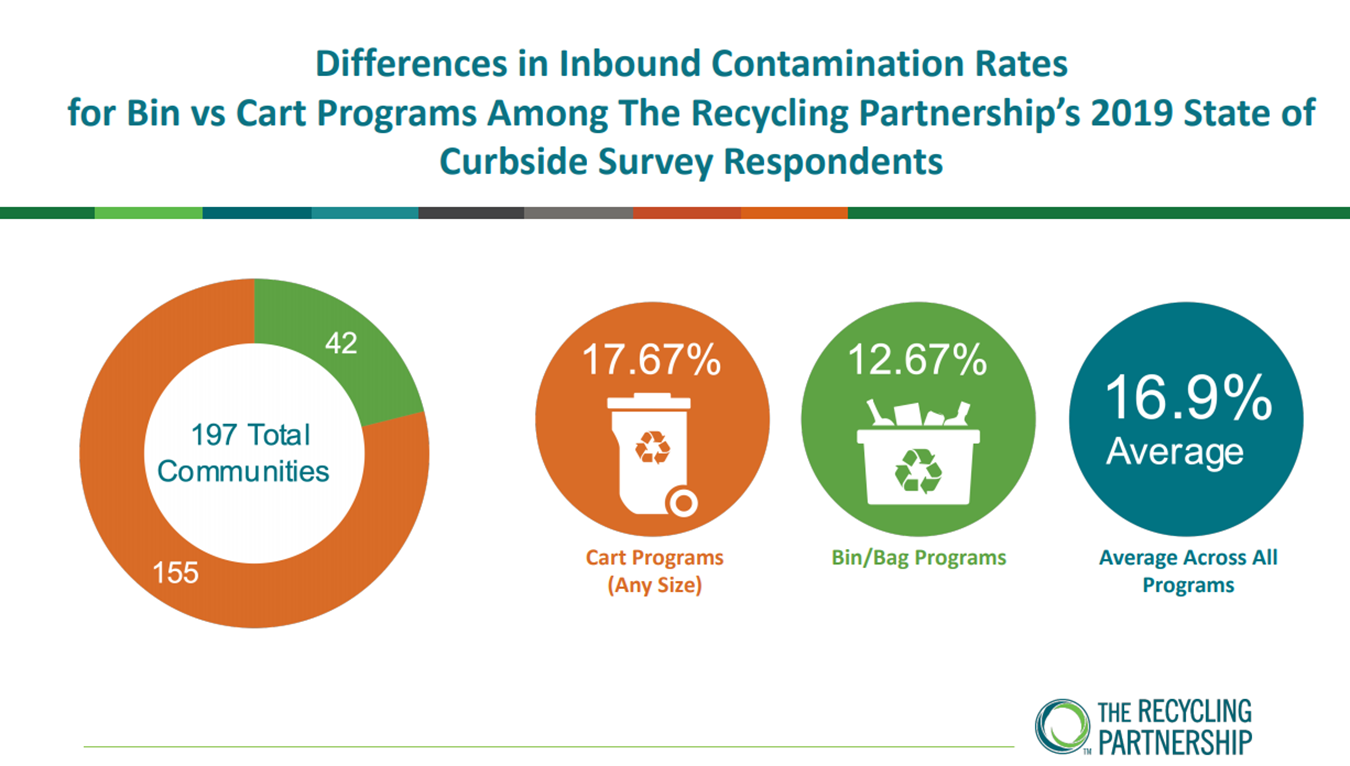 Differences in Inbound Contamination Rates
for Bin vs Cart Programs Among The Recycling Partnership’s 2019 State of
Curbside Survey Respondents
42
197 Total
Communities
155
17.67%
Cart Programs
(Any Size)
12.67%
Bin/Bag Programs
16.9%
Average
Average Across All
Programs
THE RECYCLING
PARTNERSHIP
TM